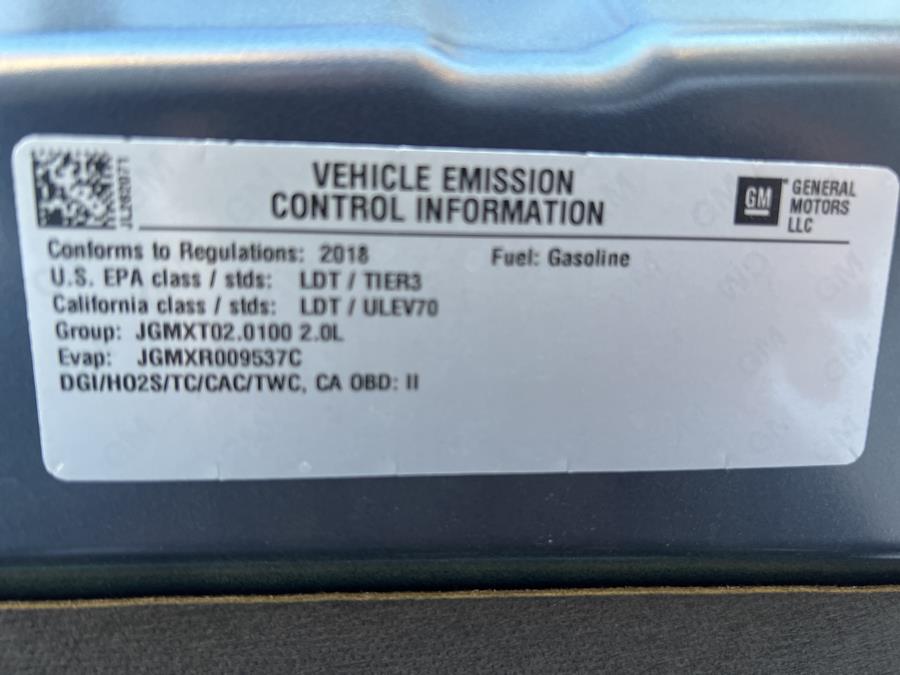 JL262071
VEHICLE EMISSION
CONTROL INFORMATION
GM
GENERAL
MOTORS
LLC
Conforms to Regulations: 2018 Fuel: Gasoline
U.S. EPA class / stds: LDT / TIER3
California class / stds: LDT / ULEV70
Group: JGMXT02.0100 2.0L
Evap: JGMXR009537C
DGI/HO2S/TC/CAC/TWC, CA OBD: II